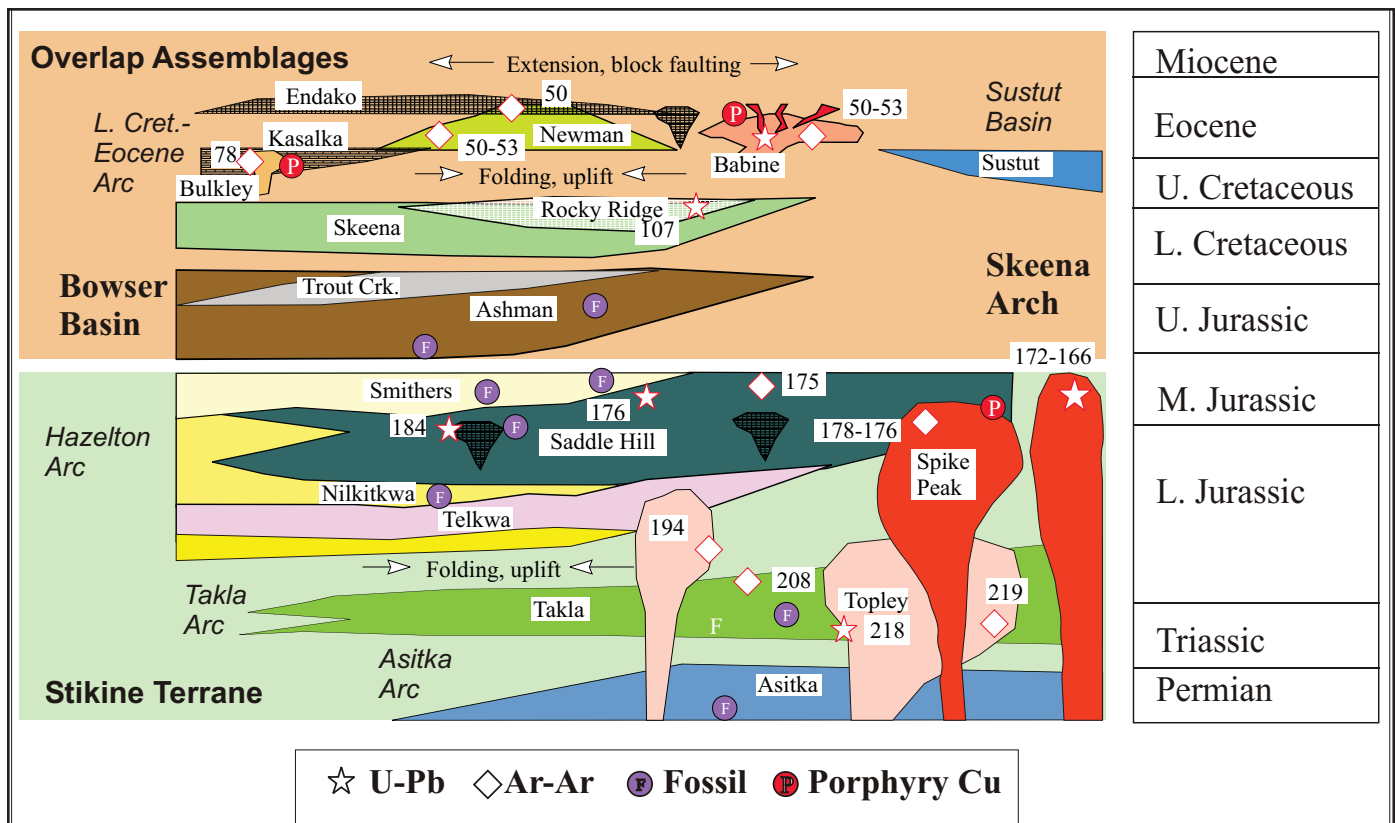 Overlap Assemblages
Extension, block faulting
Endako
50
L. Cret.-
Eocene
Arc
Kasalka
Newman
50-53
78
P
Bulkley
P
50-53
Babine
Sustut
Basin
Sustut
Folding, uplift
Rocky Ridge
107
Skeena
Bowser
Basin
Trout Crk.
Ashman
F
F
Skeena
Arch
172-166
Smithers
F
F
175
184
176
F
Saddle Hill
178-176
P
Spike
Peak
Hazelton
Arc
Nilkitkwa
F
Telkwa
194
Folding, uplift
208
Takla
Arc
Takla
F
F
Topley
218
219
Asitka
Arc
Asitka
F
Stikine Terrane
Miocene
Eocene
U. Cretaceous
L. Cretaceous
U. Jurassic
M. Jurassic
L. Jurassic
Triassic
Permian
U-Pb
Ar-Ar
F Fossil
P Porphyry Cu